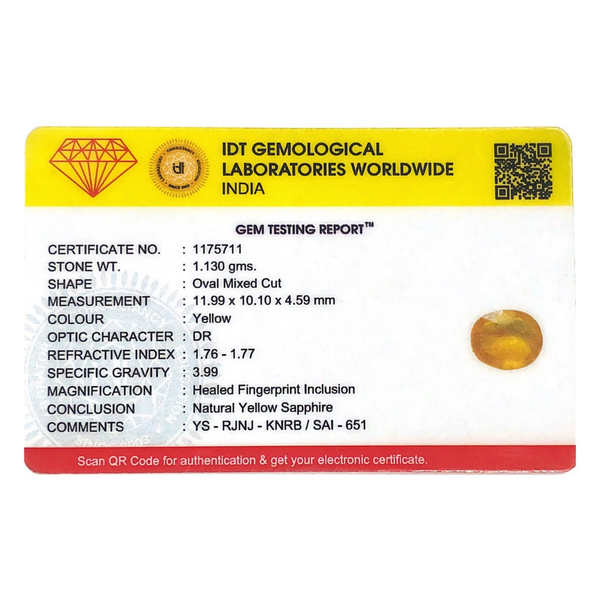 IDT GEMOLOGICAL
LABORATORIES WORLDWIDE
INDIA
GEM TESTING REPORT™
CERTIFICATE NO. : 1175711
STONE WT. : 1.130 gms.
SHAPE : Oval Mixed Cut
MEASUREMENT : 11.99 x 10.10 x 4.59 mm
COLOUR : Yellow
OPTIC CHARACTER : DR
REFRACTIVE INDEX : 1.76 - 1.77
SPECIFIC GRAVITY : 3.99
MAGNIFICATION : Healed Fingerprint Inclusion
CONCLUSION : Natural Yellow Sapphire
COMMENTS : YS - RJNJ - KNRB / SAI - 651
Scan QR Code for authentication & get your electronic certificate.